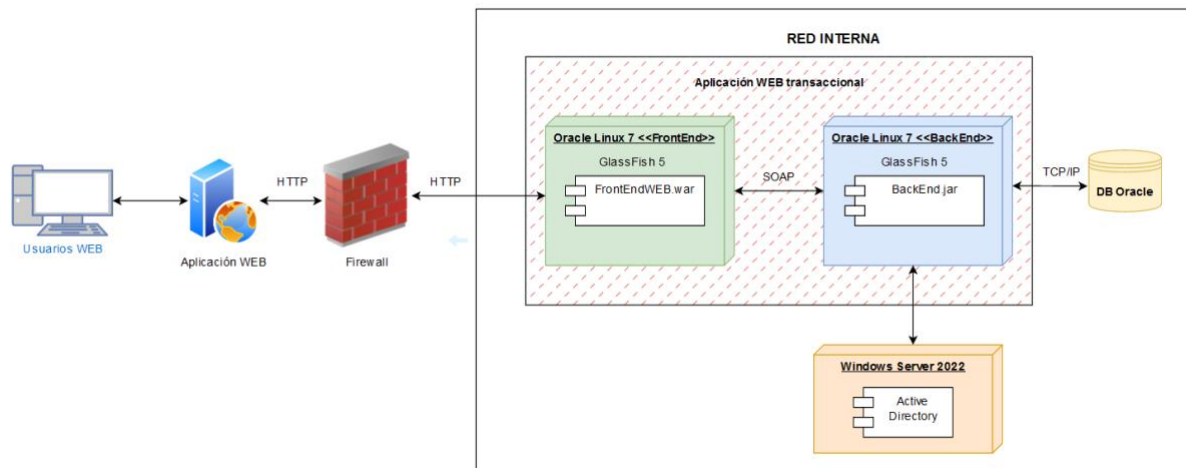 RED INTERNA
Aplicación WEB transaccional
Oracle Linux 7 <<FrontEnd>>
GlassFish 5
FrontEndWEB.war
SOAP
Oracle Linux 7 <<BackEnd>>
GlassFish 5
BackEnd.jar
TCP/IP
DB Oracle
HTTP
HTTP
Usuarios WEB
Aplicación WEB
Firewall
Windows Server 2022
Active
Directory